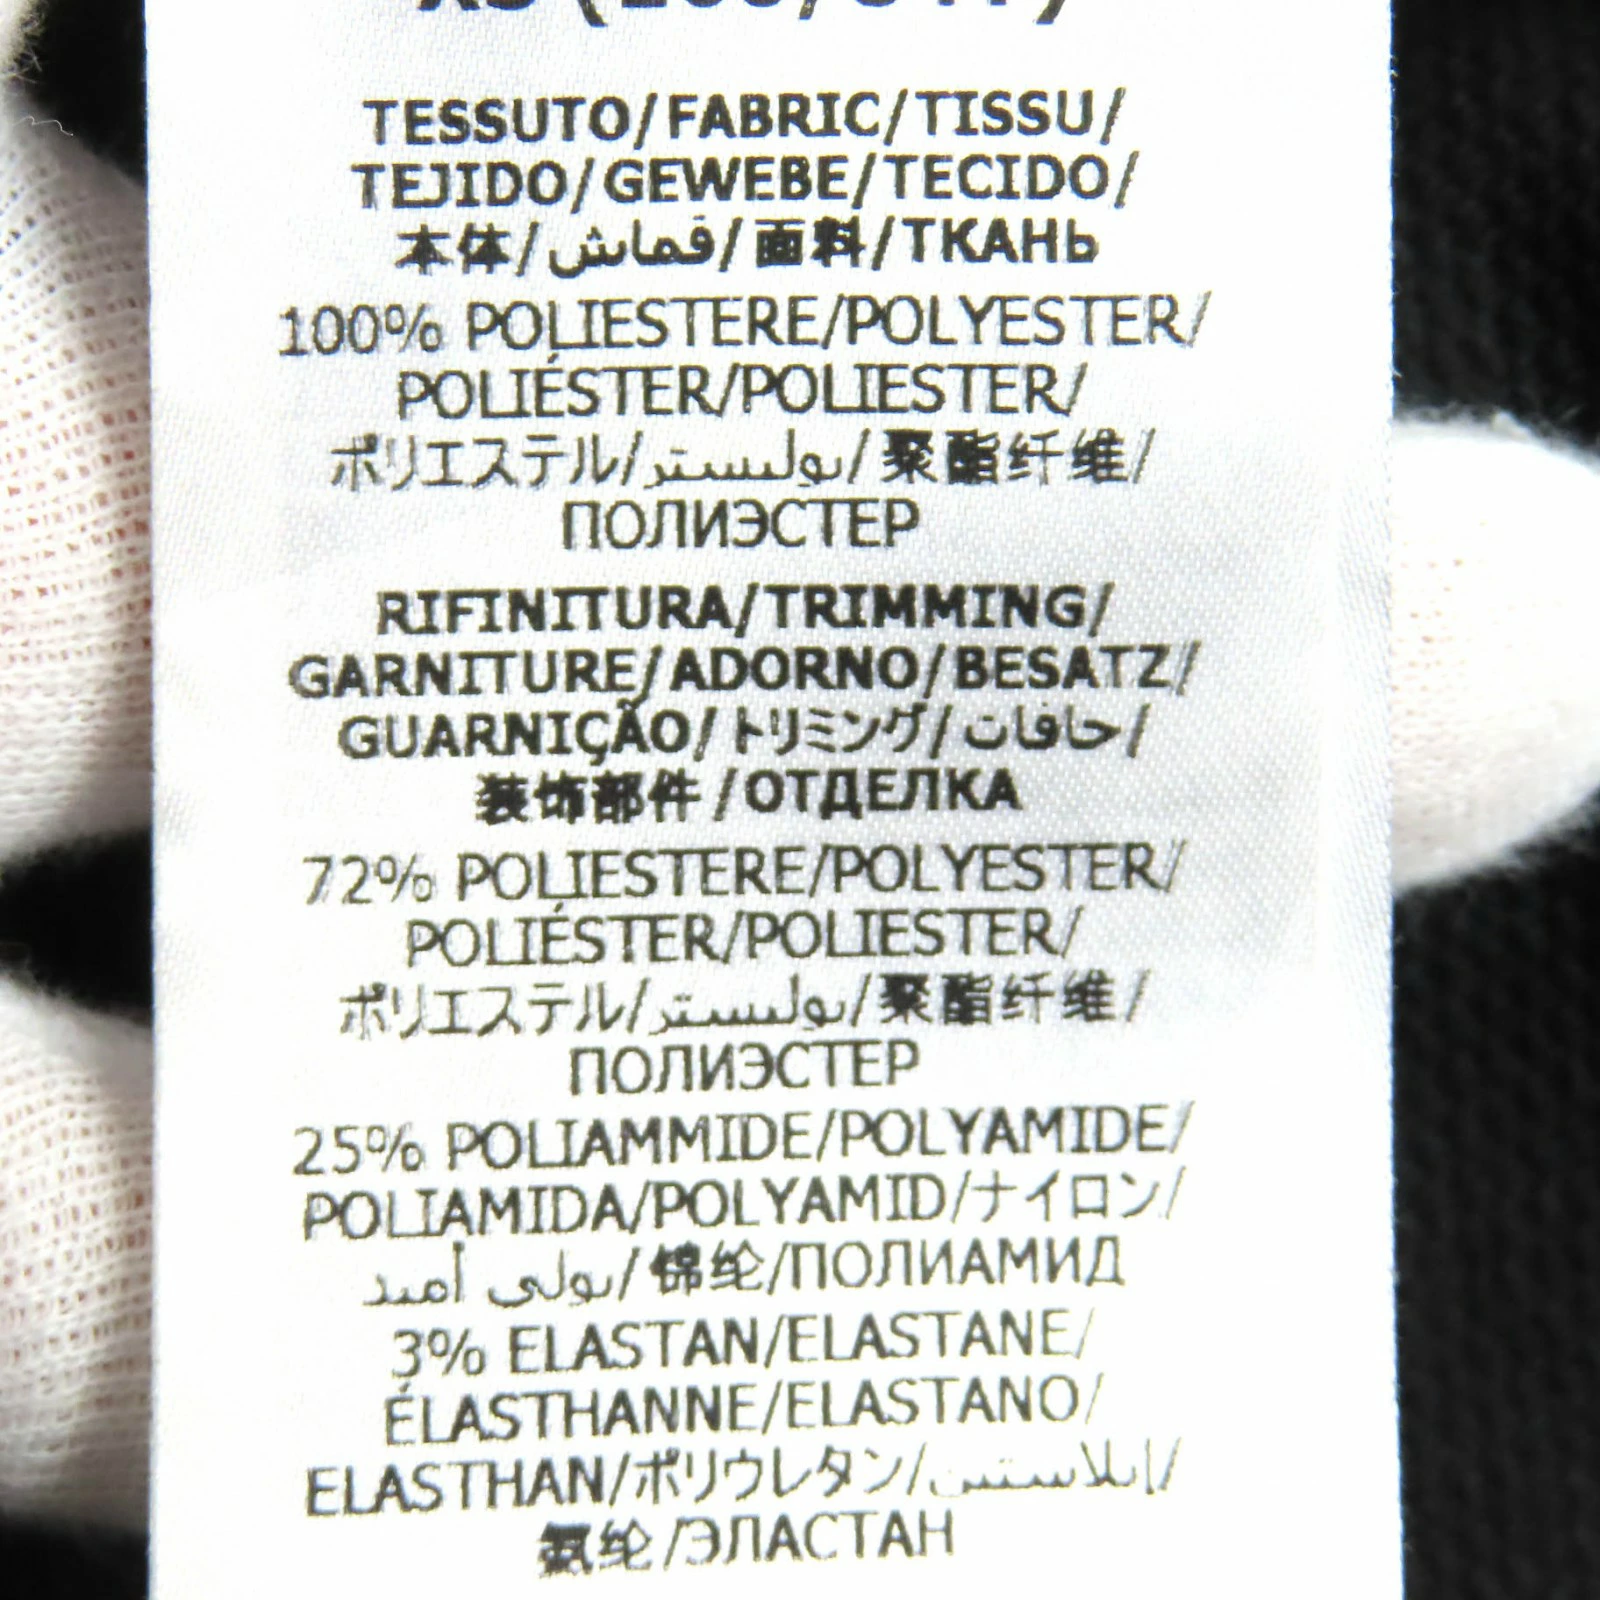 TESSUTO/FABRIC/TISSU/
TEJIDO/GEWEBE/TECIDO/
本体/قماش/面料/ТКАНЬ
100% POLIESTERE/POLYESTER/
POLIÉSTER/POLIESTER/
ポリエステル/بوليستر/聚酯纤维/
ПОЛИЭСТЕР
RIFINITURA/TRIMMING/
GARNITURE/ADORNO/BESATZ/
GUARNIÇÃO/トリミング/حافات/
装饰部件/ОТДЕЛКА
72% POLIESTERE/POLYESTER/
POLIÉSTER/POLIESTER/
ポリエステル/بوليستر/聚酯纤维/
ПОЛИЭСТЕР
25% POLIAMMIDE/POLYAMIDE/
POLIAMIDA/POLYAMID/ナイロン/
بولي أميد/锦纶/ПОЛИАМИД
3% ELASTAN/ELASTANE/
ÉLASTHANNE/ELASTANO/
ELASTHAN/ポリウレタン/إيلاستين/
氨纶/ЭЛАСТАН